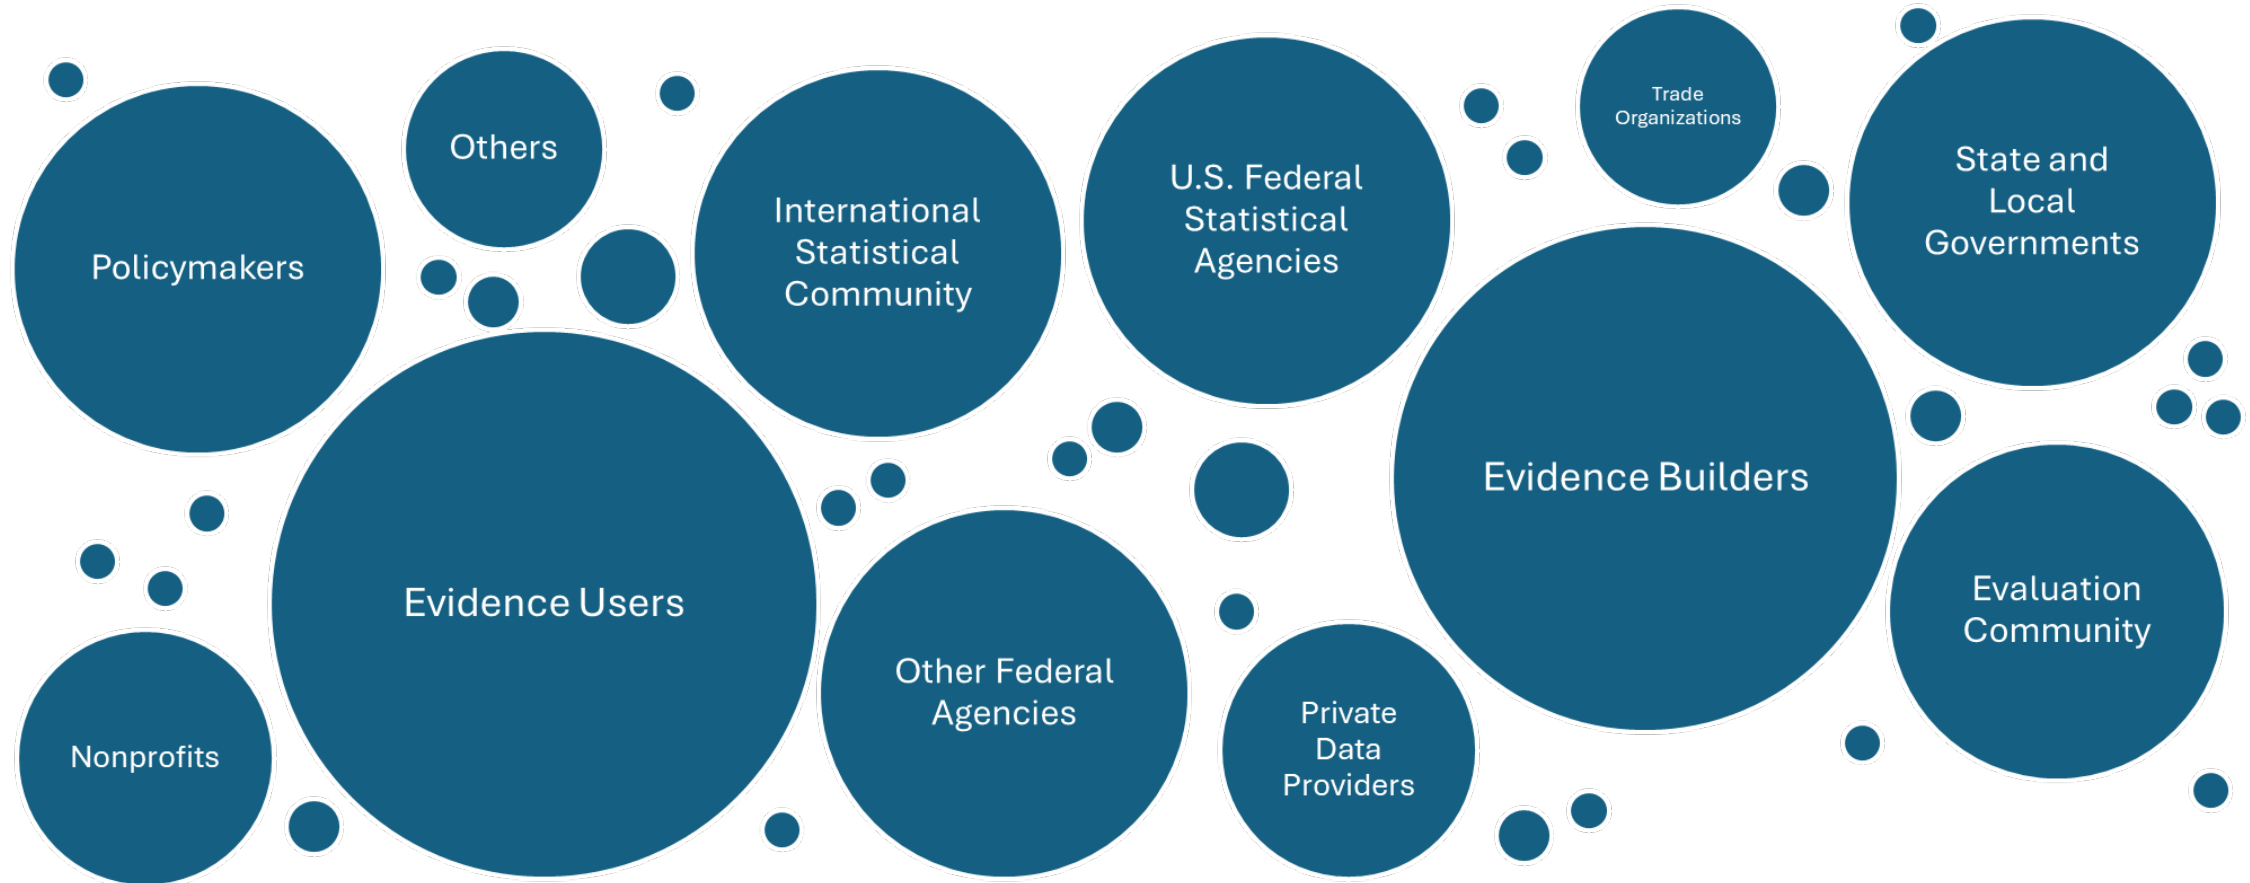 Policymakers
Others
International
Statistical
Community
U.S. Federal
Statistical
Agencies
Trade
Organizations
State and
Local
Governments
Evidence Users
Evidence Builders
Nonprofits
Other Federal
Agencies
Private
Data
Providers
Evaluation
Community